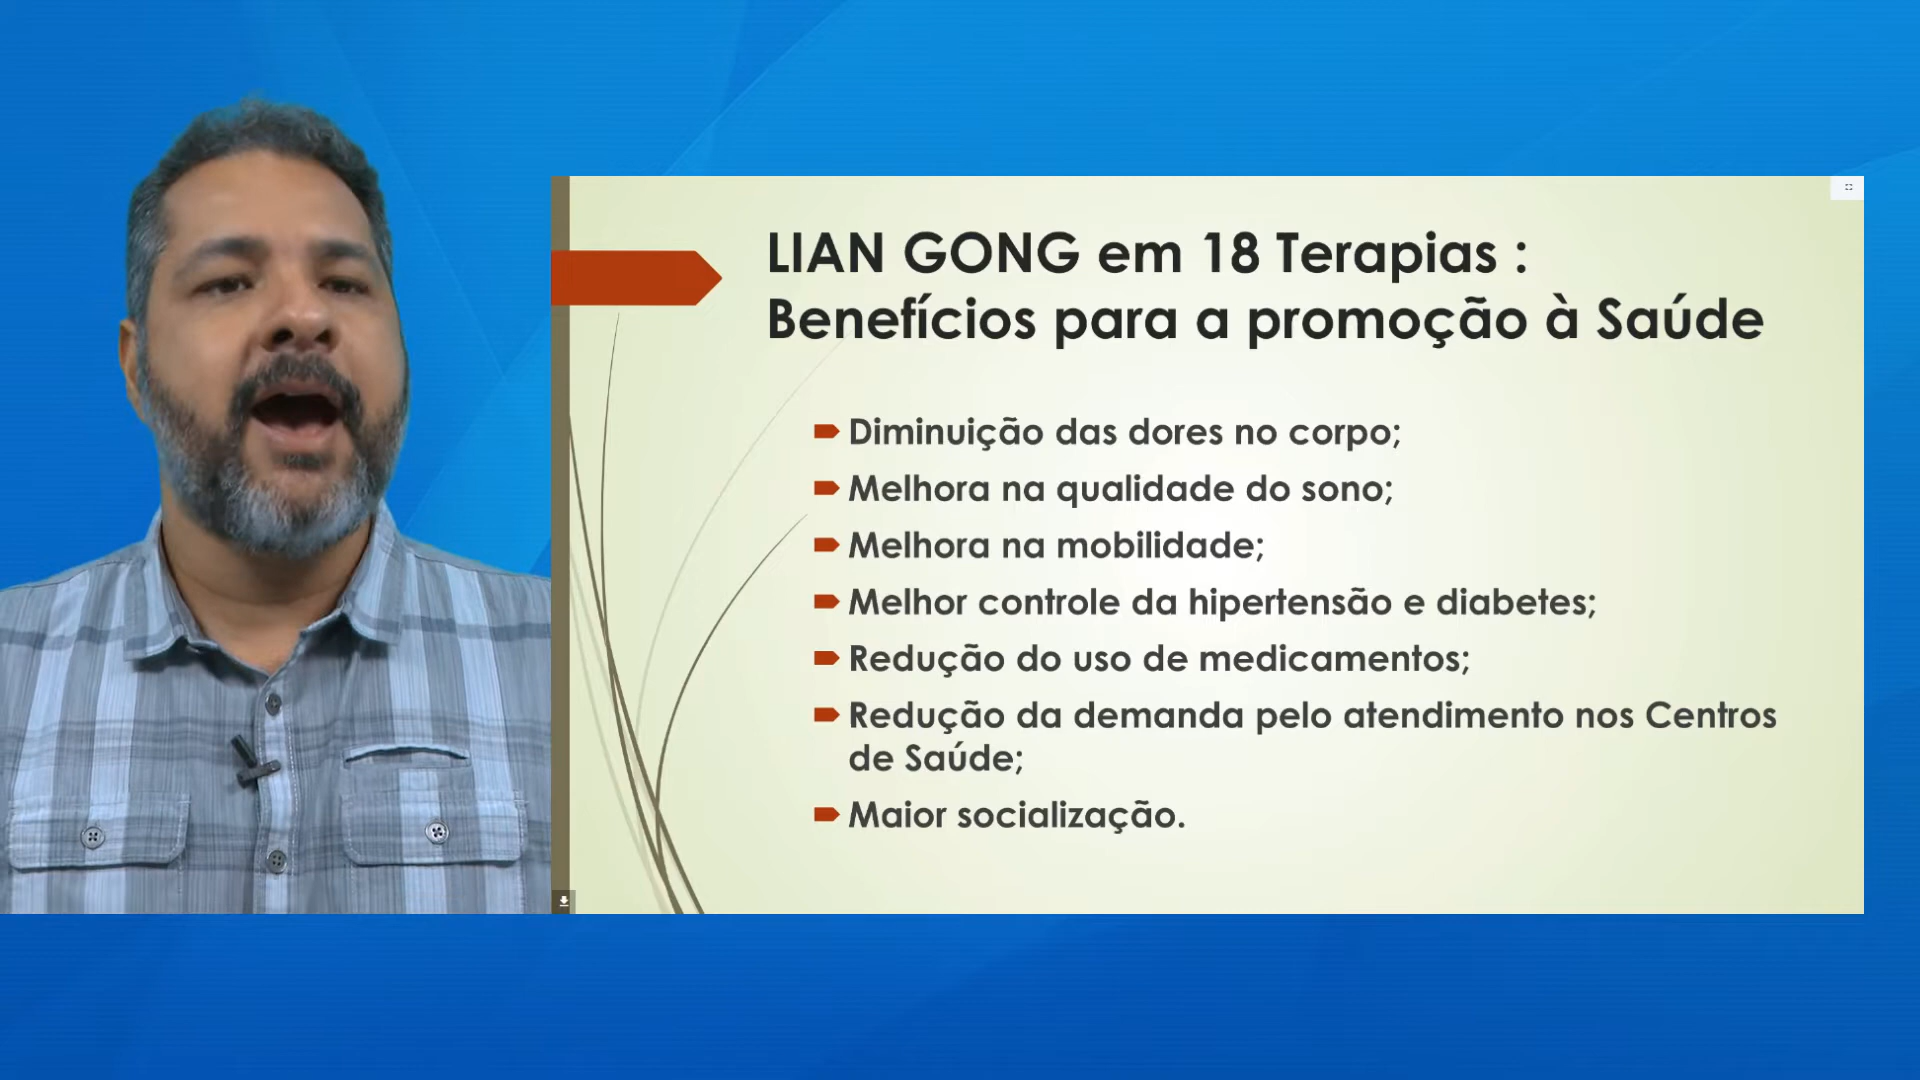 LIAN GONG em 18 Terapias :
Benefícios para a promoção à Saúde
Diminuição das dores no corpo;
Melhora na qualidade do sono;
Melhora na mobilidade;
Melhor controle da hipertensão e diabetes;
Redução do uso de medicamentos;
Redução da demanda pelo atendimento nos Centros
de Saúde;
Maior socialização.